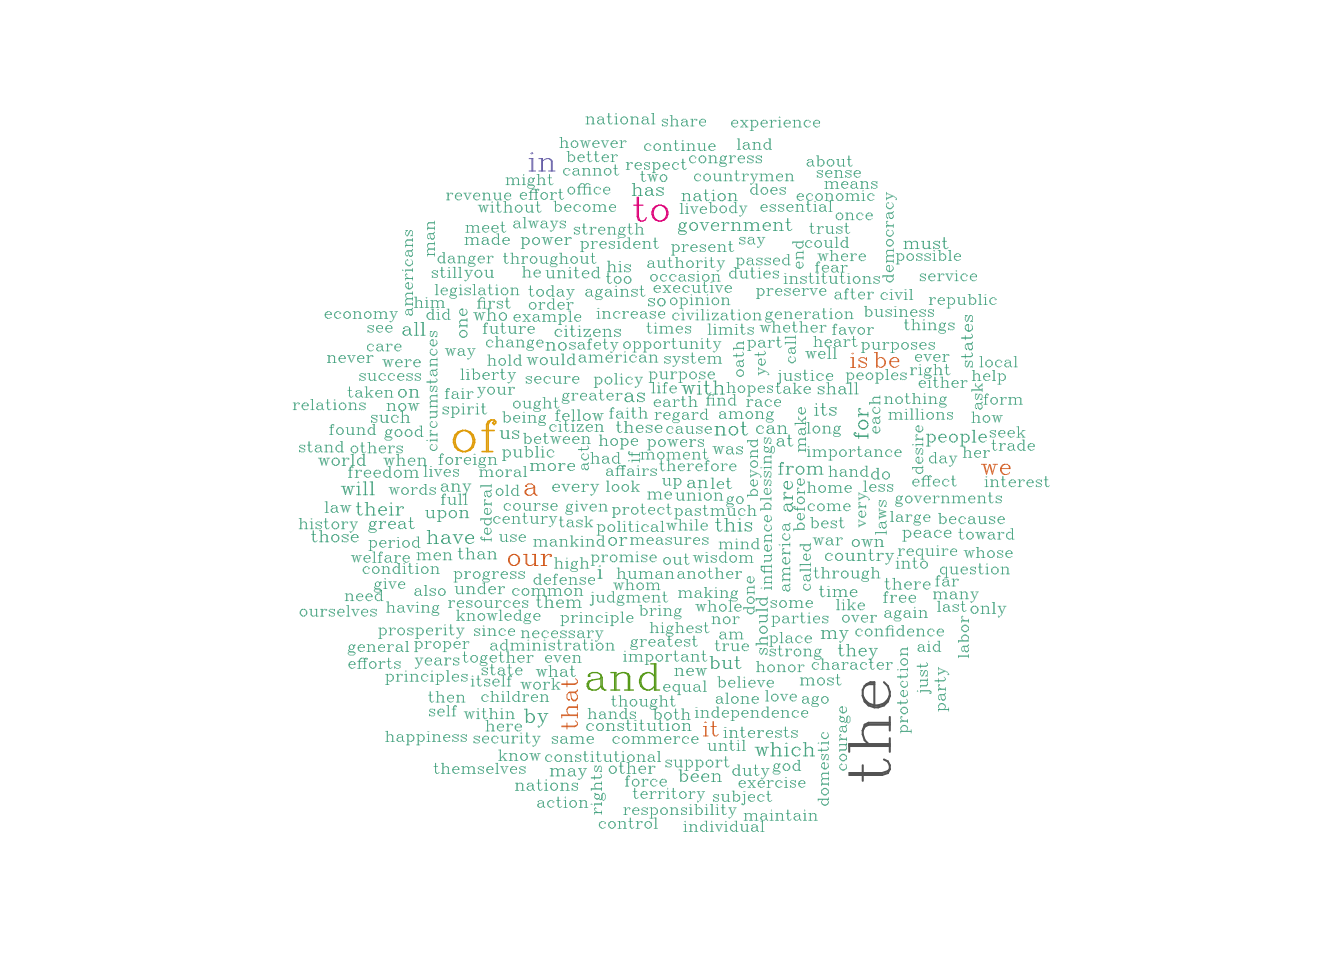 national share experience
however continue land
in better respect congress about
cannot two countrymen sense
might means
revenue effort office has nation does economic
without become to livebody essential once democracy
meet always strength government trust
made power president present say could must
man americans danger throughout his authority passed end where possible
stillyou he united too occasion duties fear institutions service
legislation today against executive preserve after civil
him first order so opinion republic
economy did who example increase civilization generation business
see all one future citizens times limits whether favor things states
care change no safety opportunity part call heart purposes
never were circumstances way hold would american system oath yet well is be ever local
success liberty secure policy purpose justice peoples right help
taken on fair your greater as life with hopes take shall either
relations now spirit ought earth find race its for each nothing ask form
such being fellow faith regard among make millions how
found good of us citizen these cause not can long people seek
stand others between hope powers was at desire trade
world when foreign public act had if moment beyond blessings importance day her
freedom lives moral more affairs therefore from hand do we
will words any a every look up an let are home less effect interest
full old me union go before very governments
law their upon federal course given protect past much come laws large because
history great century task political while this best
those have use mankind or measures mind america war own peace toward
period
welfare men than our high promise out wisdom influence called country require whose
condition progress defense i human another through into question
give also under common whom making done there far
need resources them judgment should some time free many
ourselves having knowledge principle bring whole like again last only
prosperity since necessary highest nor parties over labor
general proper administration greatest am place my confidence
efforts years together even important true strong they aid
principles state what but honor character protection just
itself work that and equal new believe most party
then children thought alone love ago the
self within by hands both independence courage
here constitution it interests
happiness security same commerce until which domestic
know constitutional support
themselves may other been duty god
nations rights force exercise
action territory subject
responsibility maintain
control individual